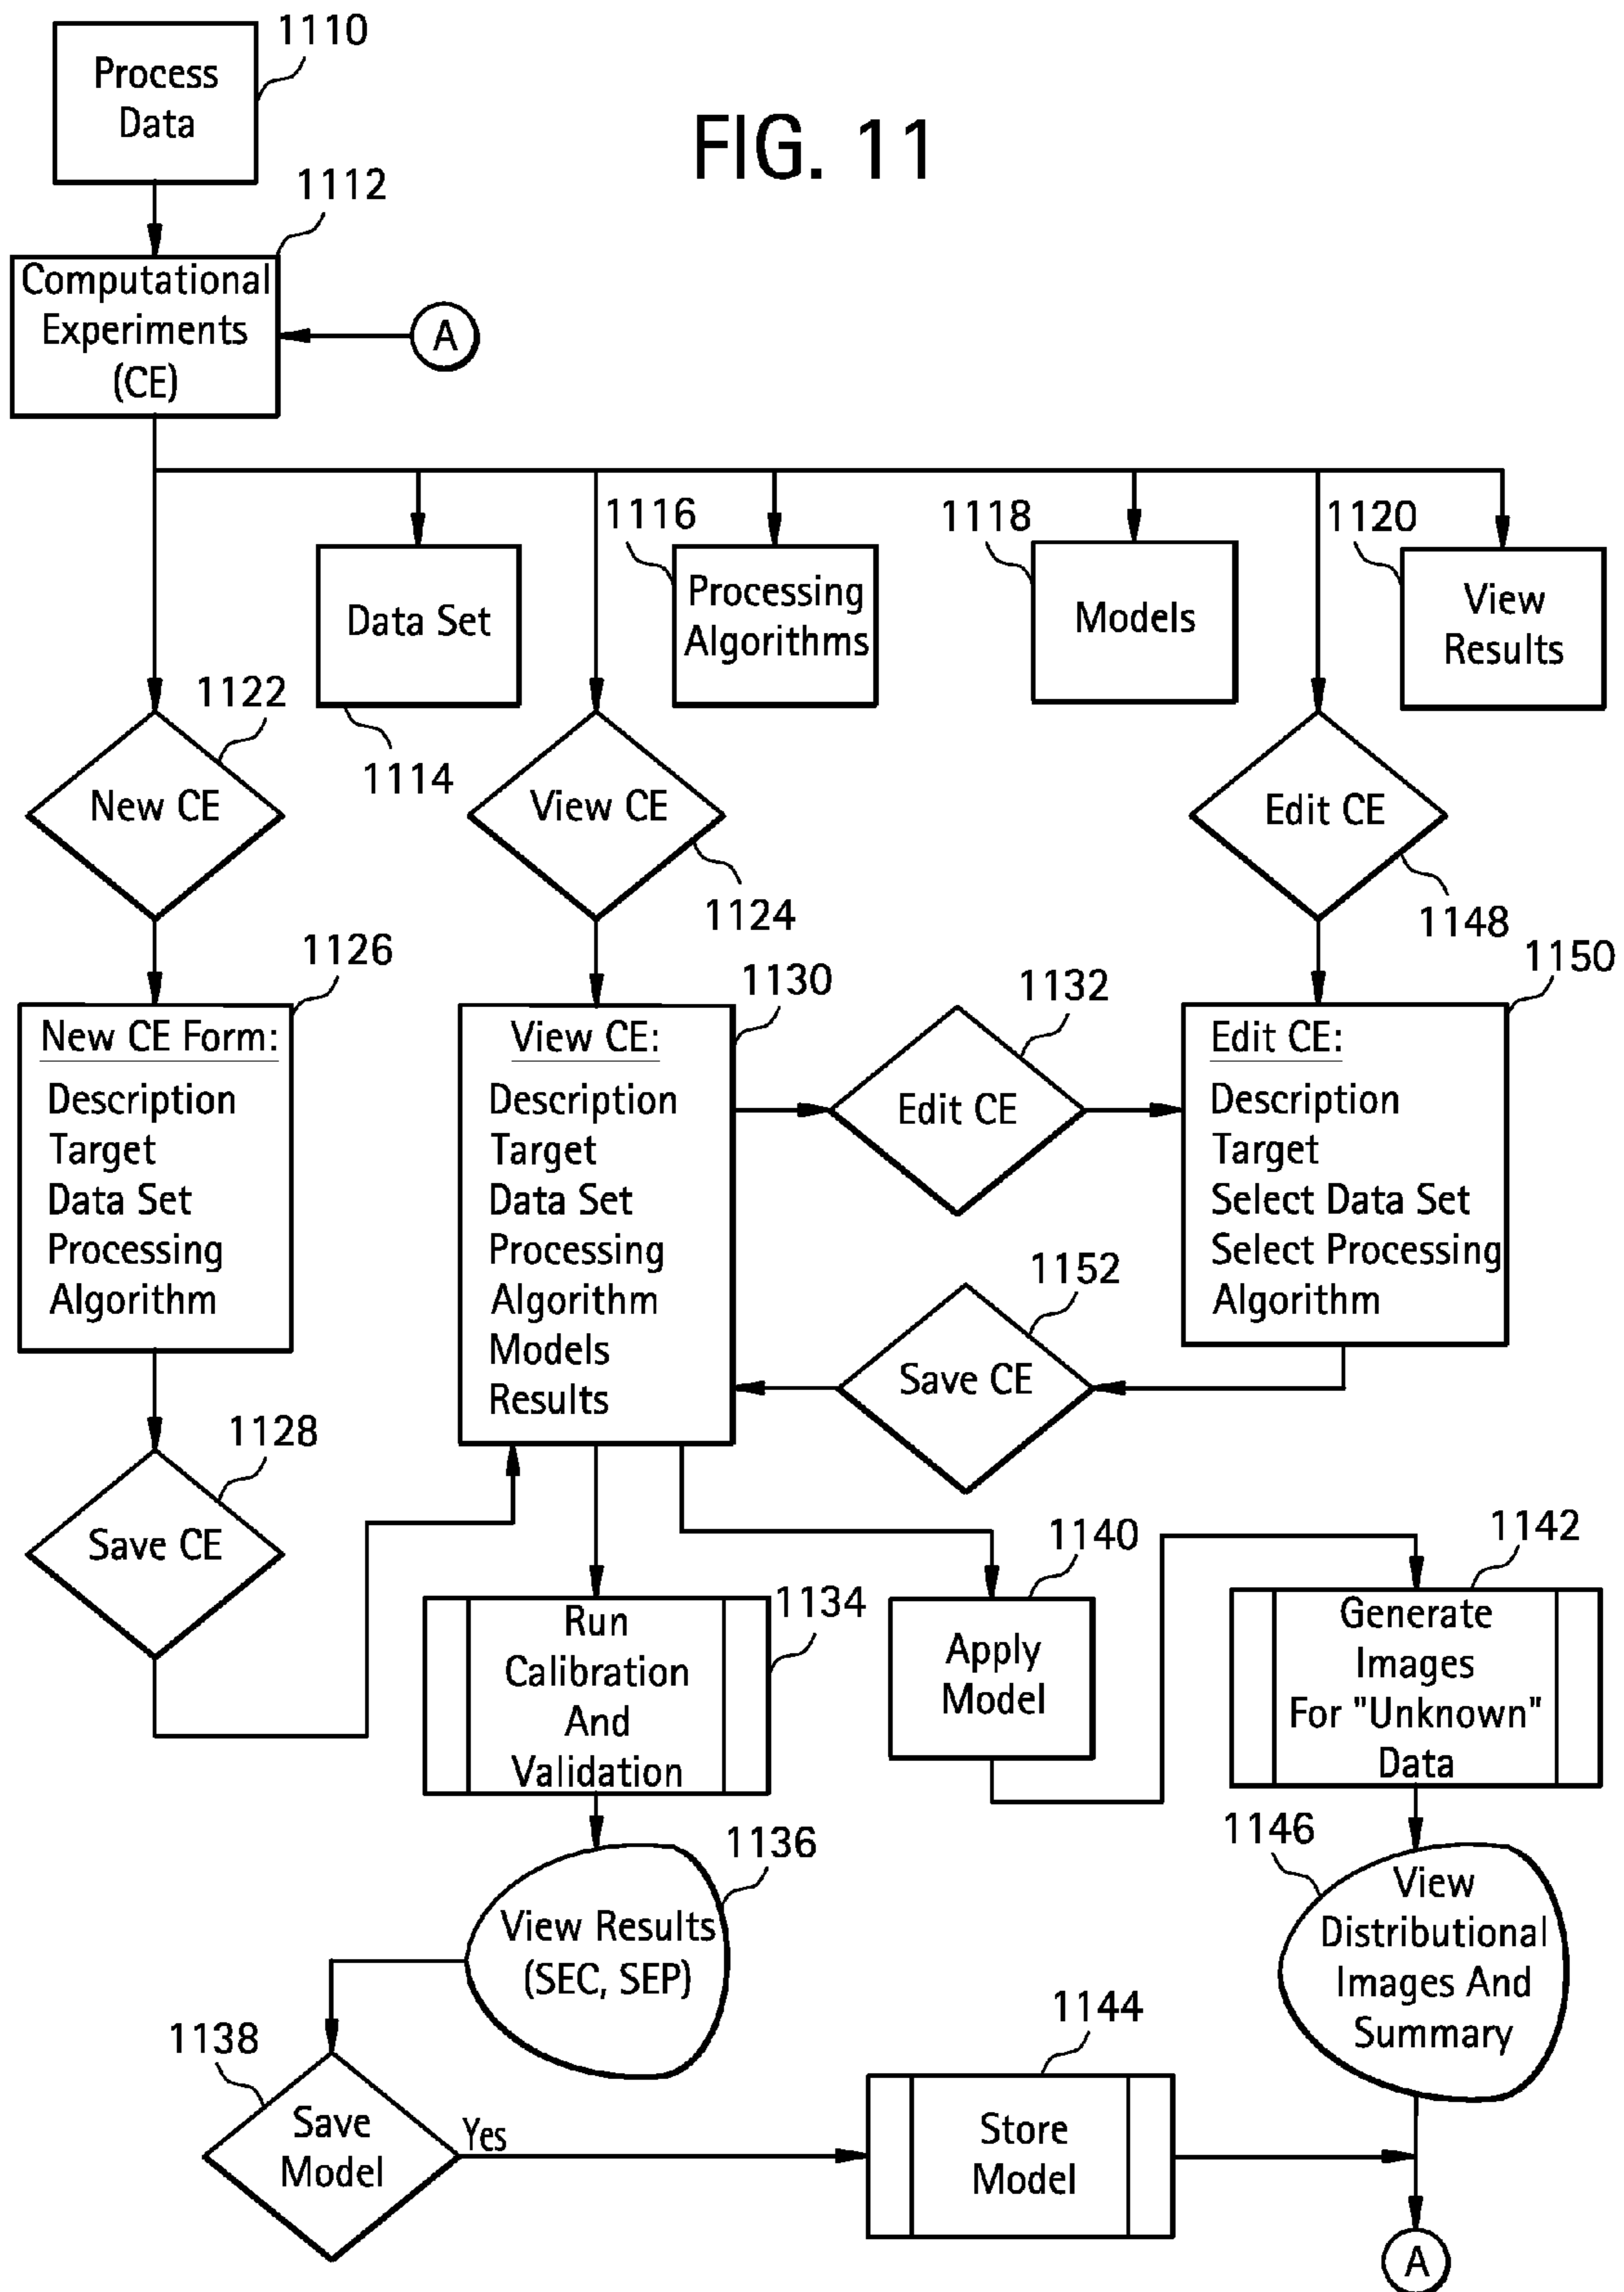 1110
Process
Data
FIG. 11
1112
Computational
Experiments
(CE)
A
1116
1118
1120
Data Set
Processing
Algorithms
Models
View
Results
1114
1122
New CE
View CE
Edit CE
1124
1148
1126
New CE Form:
Description
Target
Data Set
Processing
Algorithm
1130
View CE:
Description
Target
Data Set
Processing
Algorithm
Models
Results
1132
Edit CE
1150
Edit CE:
Description
Target
Select Data Set
Select Processing
Algorithm
1152
Save CE
1128
Save CE
1134
Run
Calibration
And
Validation
1140
Apply
Model
1142
Generate
Images
For "Unknown"
Data
1136
View Results
(SEC, SEP)
1146
View
Distributional
Images And
Summary
1138
Save
Model
Yes
1144
Store
Model
A